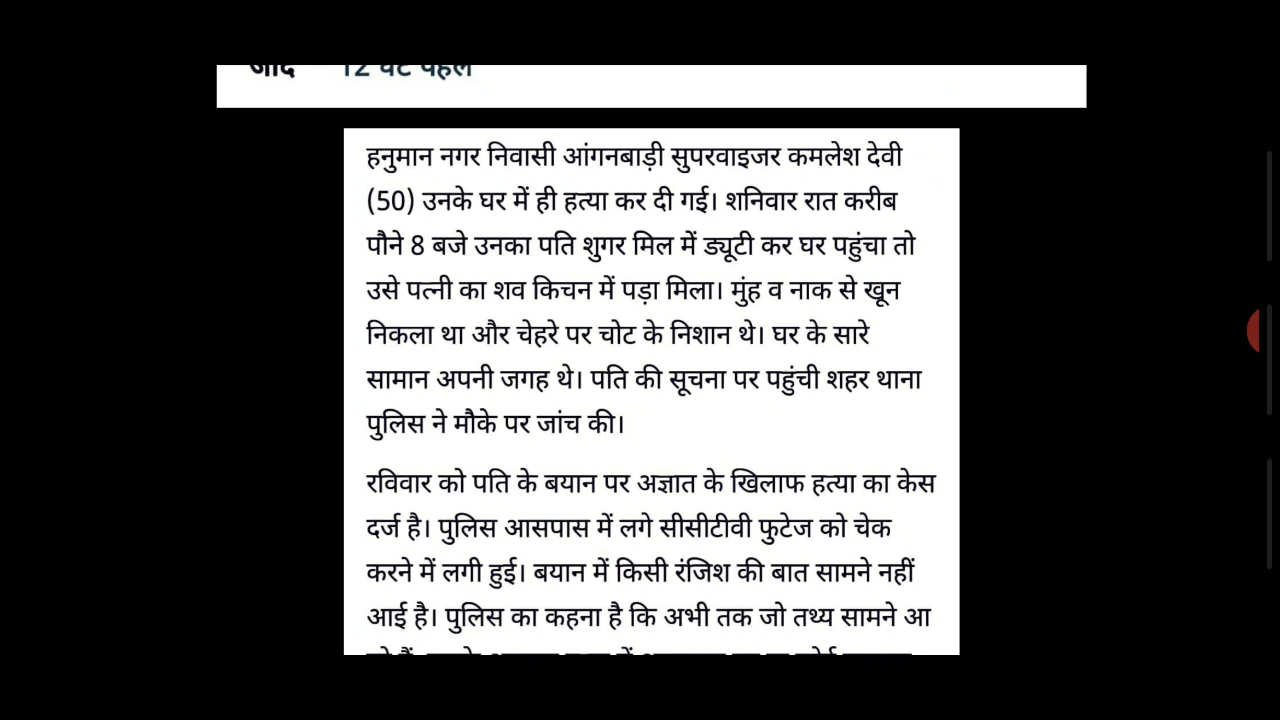 जींद 12 घंटे पहले
हनुमान नगर निवासी आंगनबाड़ी सुपरवाइजर कमलेश देवी
(50) उनके घर में ही हत्या कर दी गई। शनिवार रात करीब
पौने 8 बजे उनका पति शुगर मिल में ड्यूटी कर घर पहुंचा तो
उसे पत्नी का शव किचन में पड़ा मिला। मुंह व नाक से खून
निकला था और चेहरे पर चोट के निशान थे। घर के सारे
सामान अपनी जगह थे। पति की सूचना पर पहुंची शहर थाना
पुलिस ने मौके पर जांच की।
रविवार को पति के बयान पर अज्ञात के खिलाफ हत्या का केस
दर्ज है। पुलिस आसपास में लगे सीसीटीवी फुटेज को चेक
करने में लगी हुई। बयान में किसी रंजिश की बात सामने नहीं
आई है। पुलिस का कहना है कि अभी तक जो तथ्य सामने आ